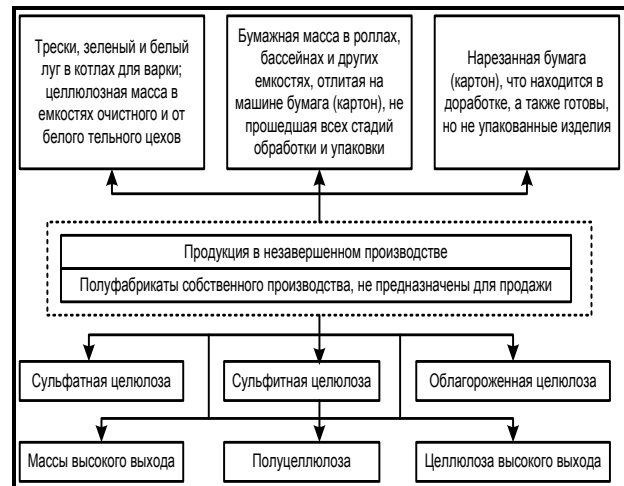 Трески, зеленый и белый
луг в котлах для варки;
целлюлозная масса в
емкостях очистного и от
белого тельного цехов
Бумажная масса в роллах,
бассейнах и других
емкостях, отлитая на
машине бумага (картон), не
прошедшая всех стадий
обработки и упаковки
Нарезанная бумага
(картон), что находится в
доработке, а также готовы,
но не упакованные изделия
Продукция в незавершенном производстве
Полуфабрикаты собственного производства, не предназначены для продажи
Сульфатная целюлоза
Сульфитная целюлоза
Облагороженная целюлоза
Массы высокого выхода
Полуцеллюлоза
Целлюлоза высокого выхода